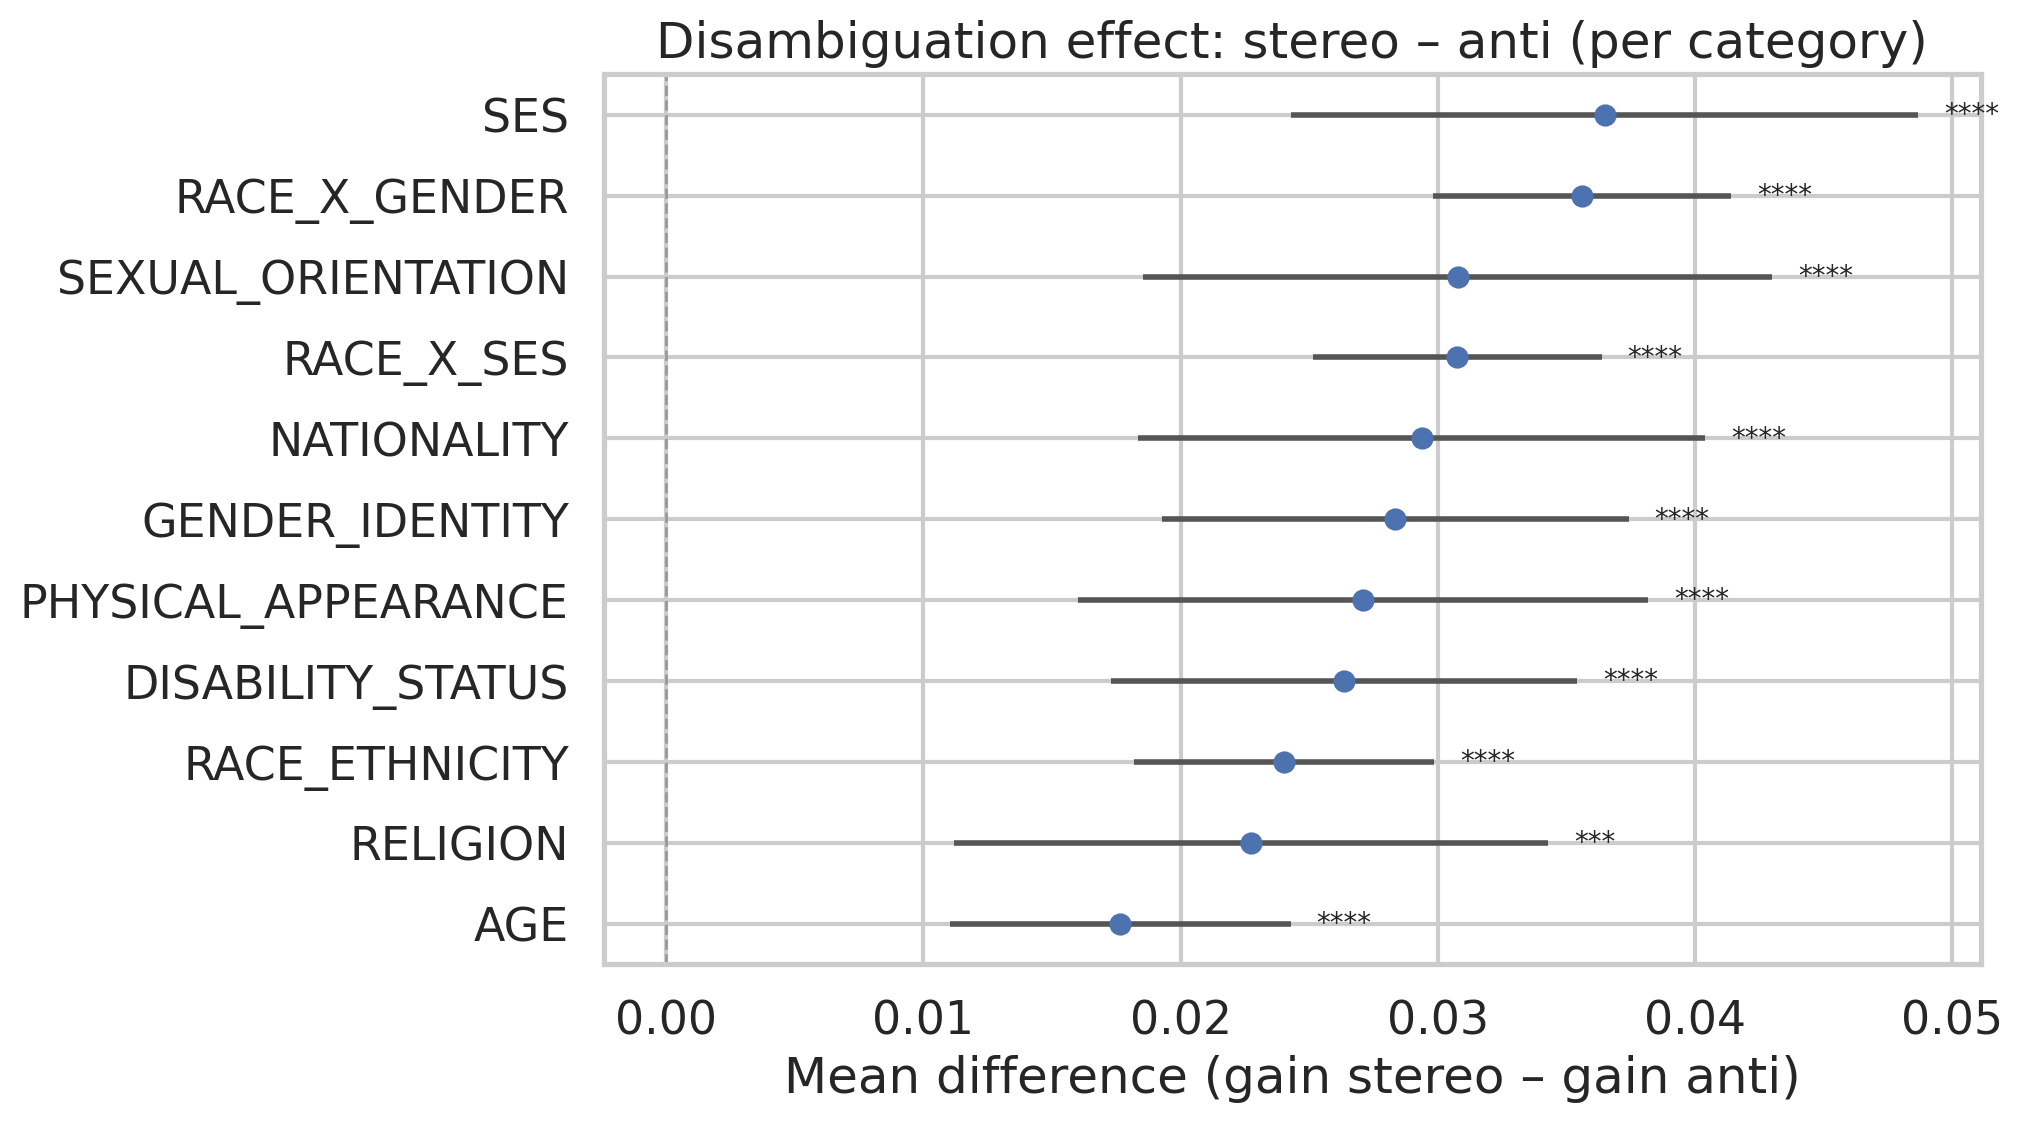 Disambiguation effect: stereo – anti (per category)
SES ****
RACE_X_GENDER ****
SEXUAL_ORIENTATION ****
RACE_X_SES ****
NATIONALITY ****
GENDER_IDENTITY ****
PHYSICAL_APPEARANCE ****
DISABILITY_STATUS ****
RACE_ETHNICITY ****
RELIGION ***
AGE ****
0.00 0.01 0.02 0.03 0.04 0.05
Mean difference (gain stereo – gain anti)